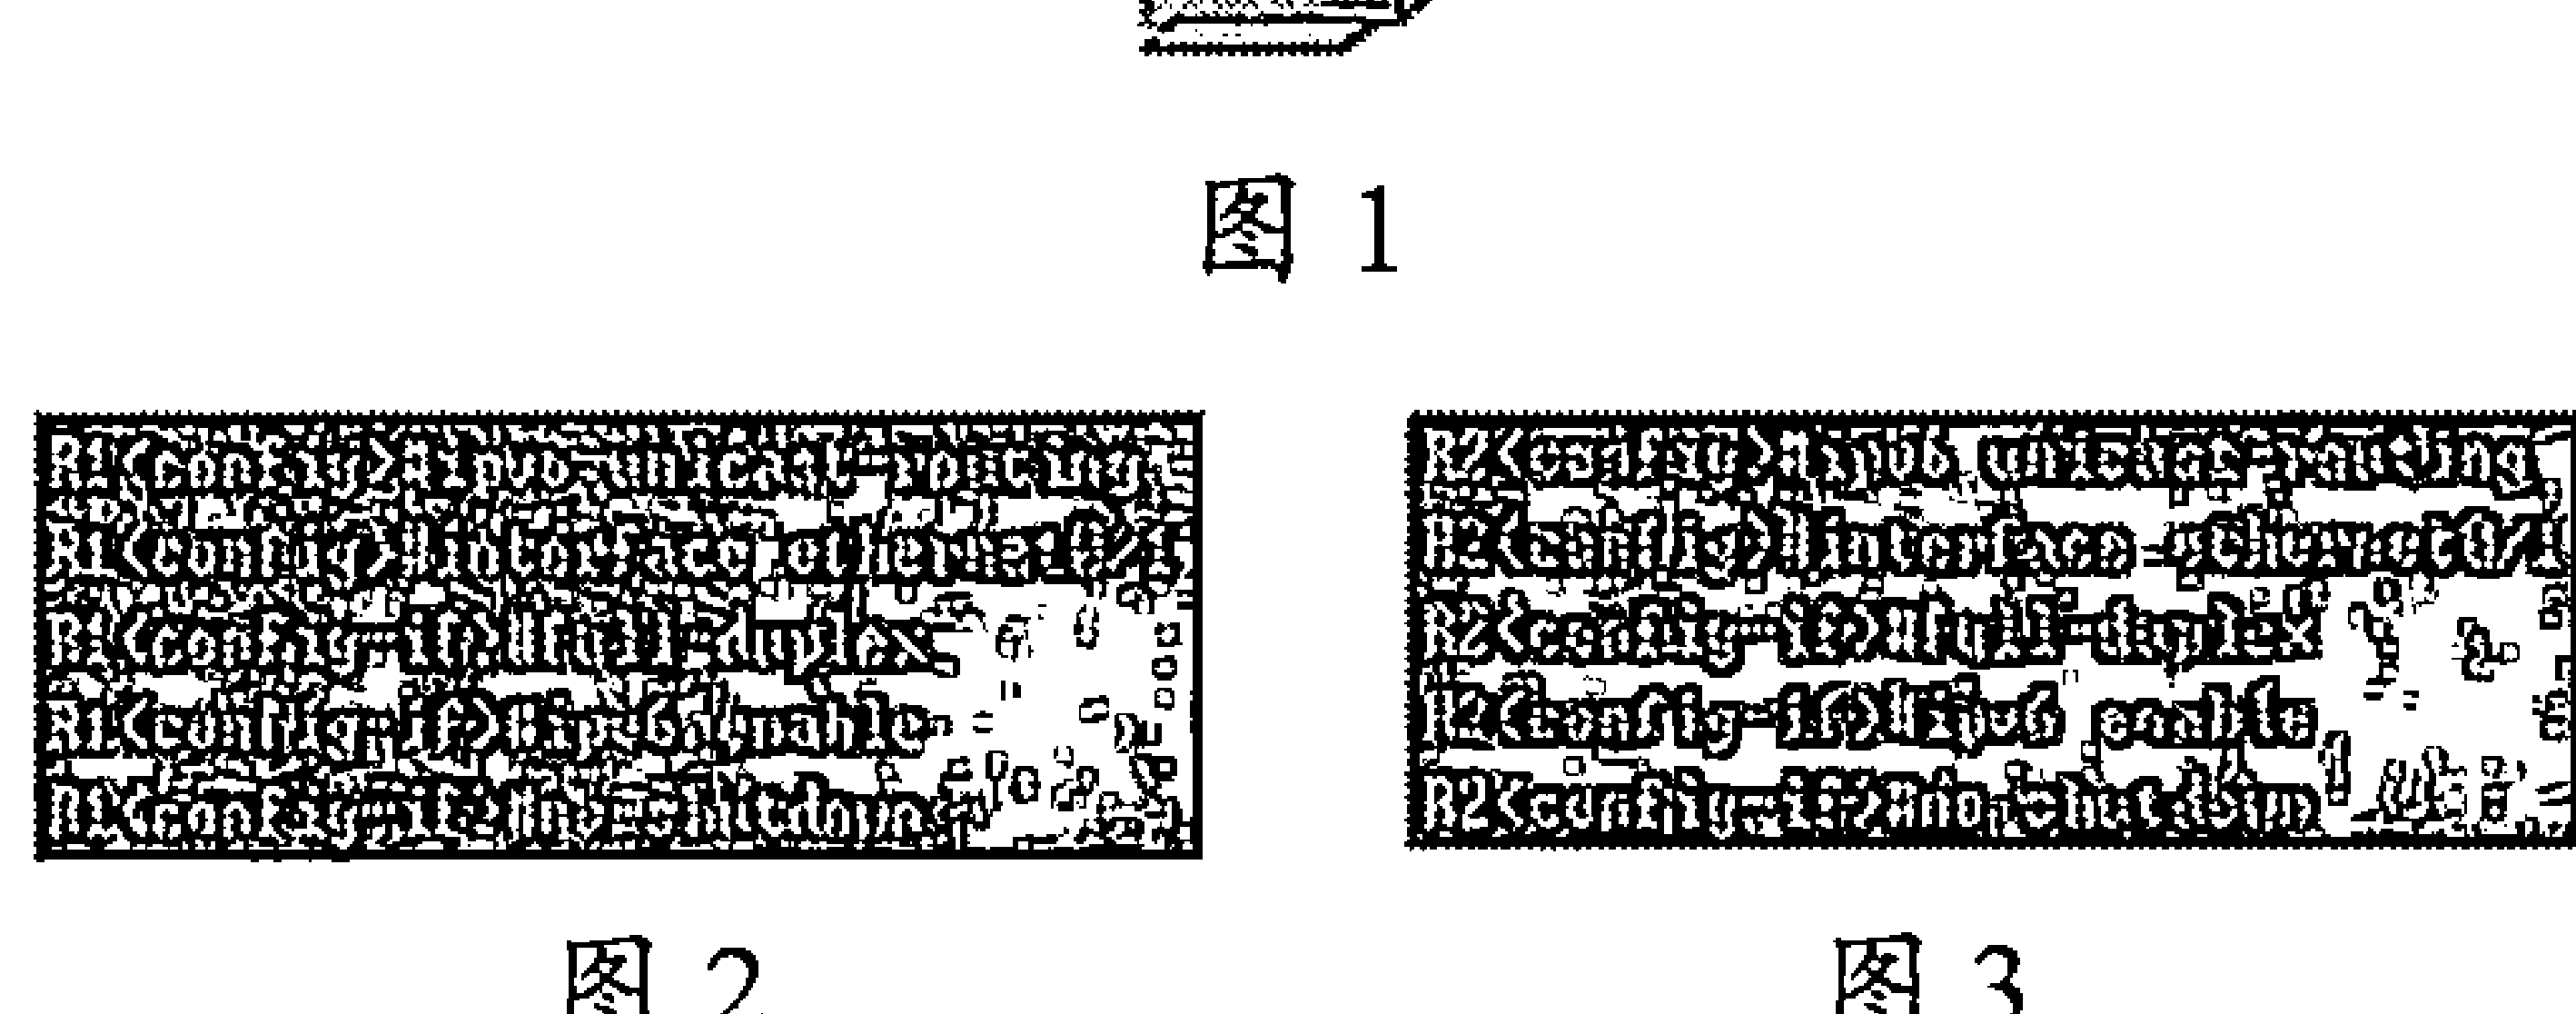 图 1
R1(config)#ipv6 unicast-routing
R1(config)#interface ethernet0/1
R1(config-if)#full-duplex
R1(config-if)#ipv6 enable
R1(config-if)#no shutdown
R2(config)#ipv6 unicast-routing
R2(config)#interface ethernet0/1
R2(config-if)#full-duplex
R2(config-if)#ipv6 enable
R2(config-if)#no shutdown
图 2
图 3